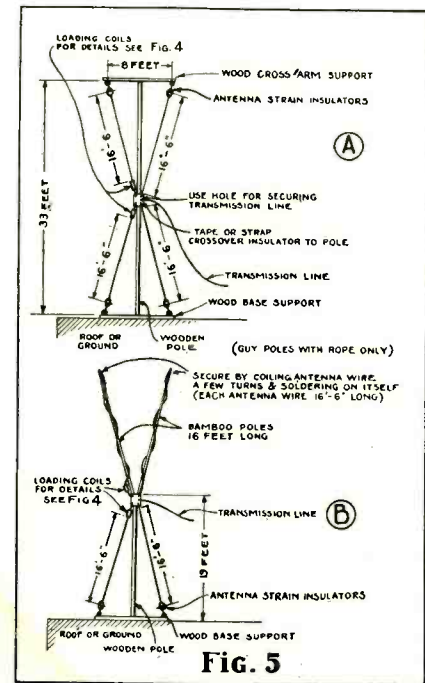 LOADING COILS
FOR DETAILS SEE FIG. 4
8 FEET
WOOD CROSS ARM SUPPORT
ANTENNA STRAIN INSULATORS
A
16'-6"
16'-6"
33 FEET
USE HOLE FOR SECURING
TRANSMISSION LINE
TAPE OR STRAP
CROSSOVER INSULATOR TO POLE
16'-6"
16'-6"
TRANSMISSION LINE
WOOD BASE SUPPORT
ROOF OR
GROUND
WOODEN
POLE
(GUY POLES WITH ROPE ONLY)
SECURE BY COILING ANTENNA WIRE
A FEW TURNS & SOLDERING ON ITSELF
(EACH ANTENNA WIRE 16'-6" LONG)
BAMBOO POLES
16 FEET LONG
LOADING COILS
FOR DETAILS
SEE FIG 4
TRANSMISSION LINE
B
16'-6"
16'-6"
19 FEET
ANTENNA STRAIN INSULATORS
ROOF OR GROUND
WOOD BASE SUPPORT
WOODEN POLE
Fig. 5